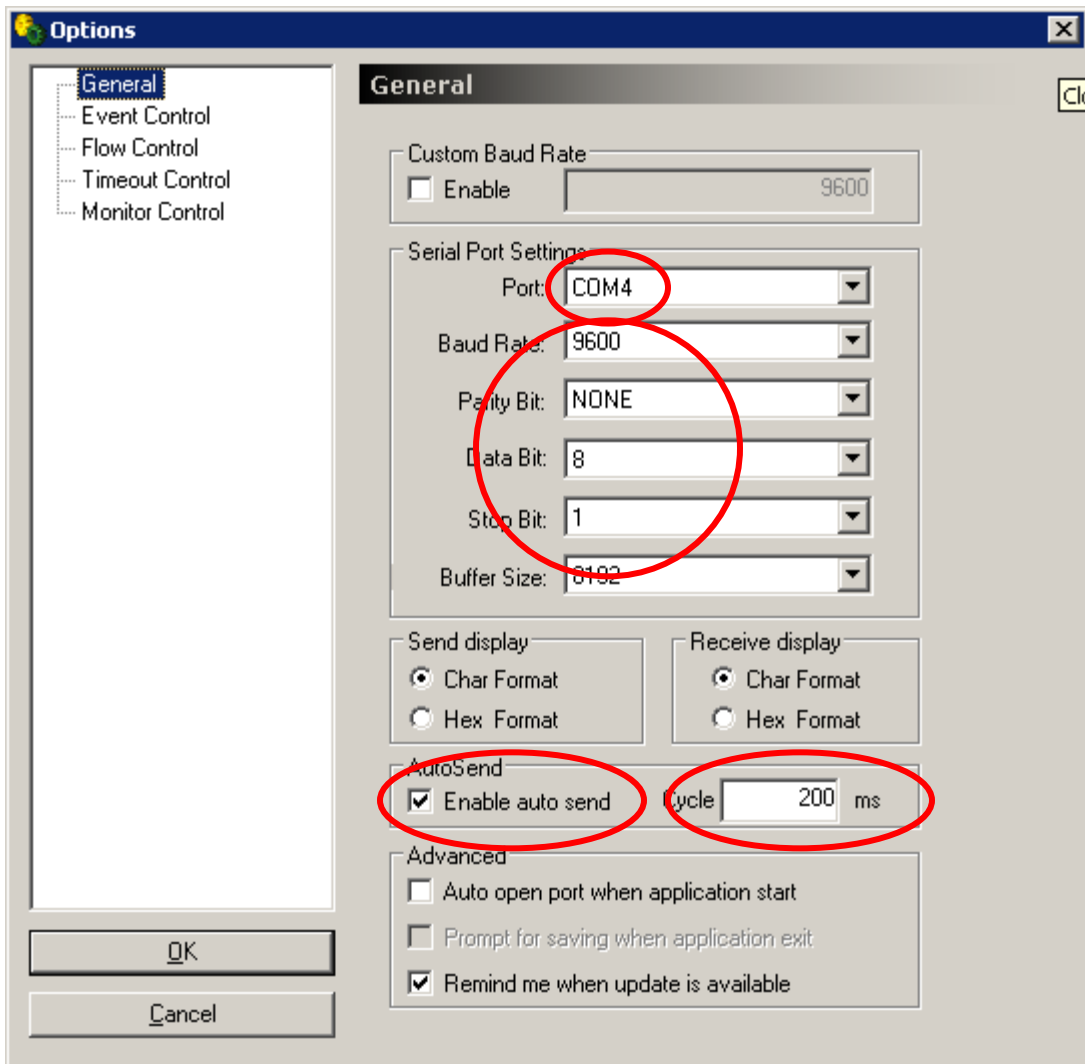 Options
General
Event Control
Flow Control
Timeout Control
Monitor Control
OK
Cancel
General
Clo
Custom Baud Rate
Enable 9600
Serial Port Settings
Port: COM4
Baud Rate: 9600
Parity Bit: NONE
Data Bit: 8
Stop Bit: 1
Buffer Size: 8192
Send display
Char Format
Hex Format
Receive display
Char Format
Hex Format
AutoSend
Enable auto send Cycle 200 ms
Advanced
Auto open port when application start
Prompt for saving when application exit
Remind me when update is available